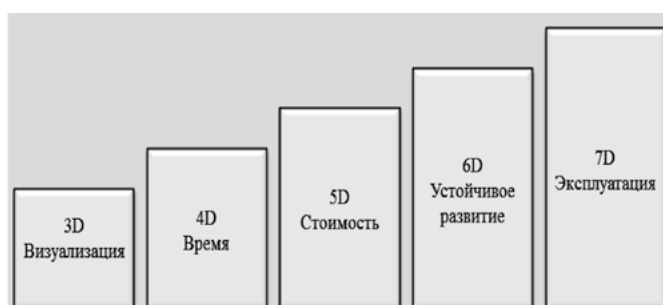 3D
Визуализация
4D
Время
5D
Стоимость
6D
Устойчивое
развитие
7D
Эксплуатация